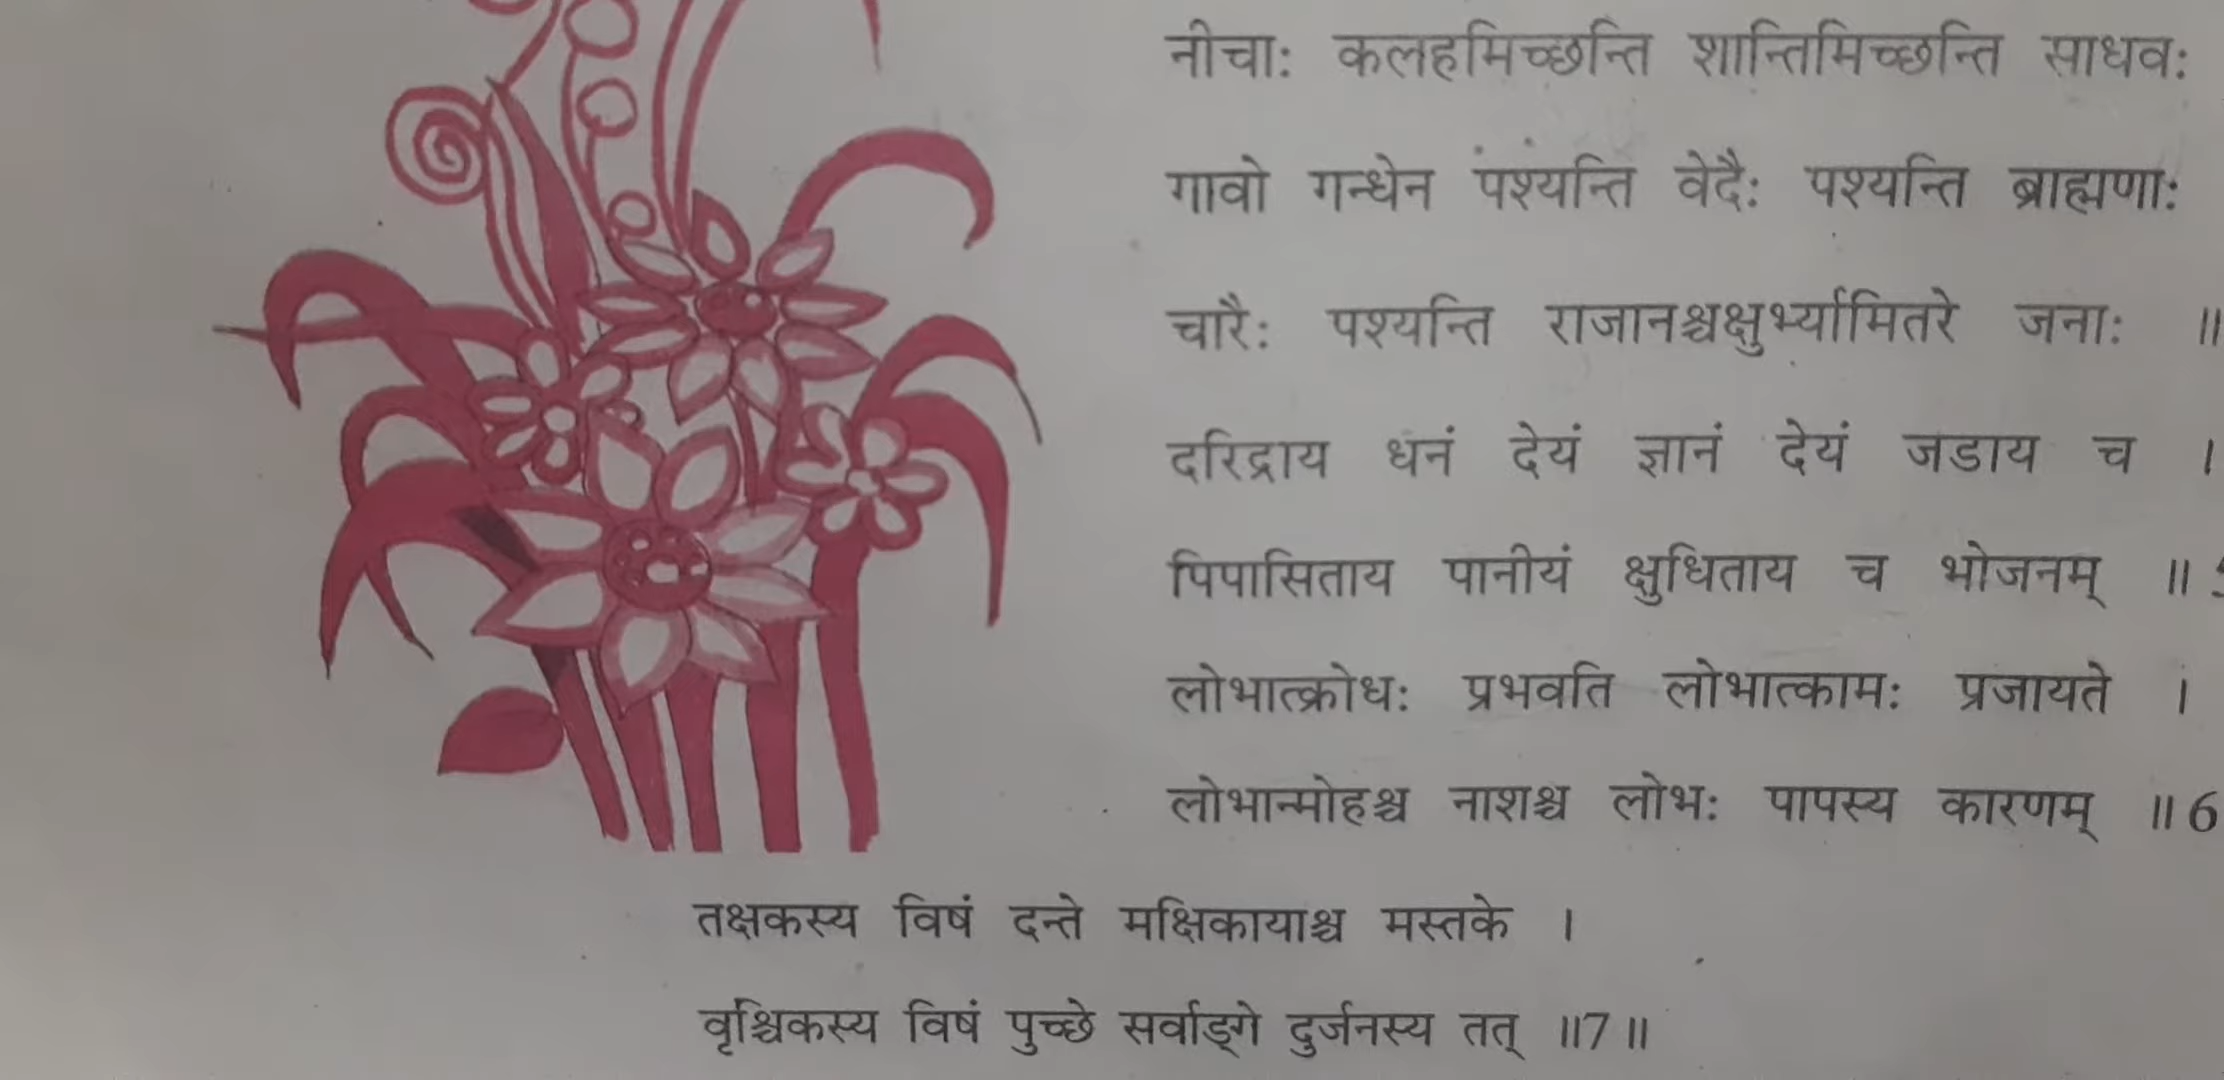 नीचाः कलहमिच्छन्ति शान्तिमिच्छन्ति साधवः
गावो गन्धेन पंश्यन्ति वेदैः पश्यन्ति ब्राह्मणाः
चारैः पश्यन्ति राजानश्चक्षुर्भ्यामितरे जनाः ॥
दरिद्राय धनं देयं ज्ञानं देयं जडाय च ।
पिपासिताय पानीयं क्षुधिताय च भोजनम् ॥
लोभात्क्रोधः प्रभवति लोभात्कामः प्रजायते ।
लोभान्मोहश्च नाशश्च लोभः पापस्य कारणम् ॥6
तक्षकस्य विषं दन्ते मक्षिकायाश्च मस्तके ।
वृश्चिकस्य विषं पुच्छे सर्वाङ्गे दुर्जनस्य तत् ॥7॥